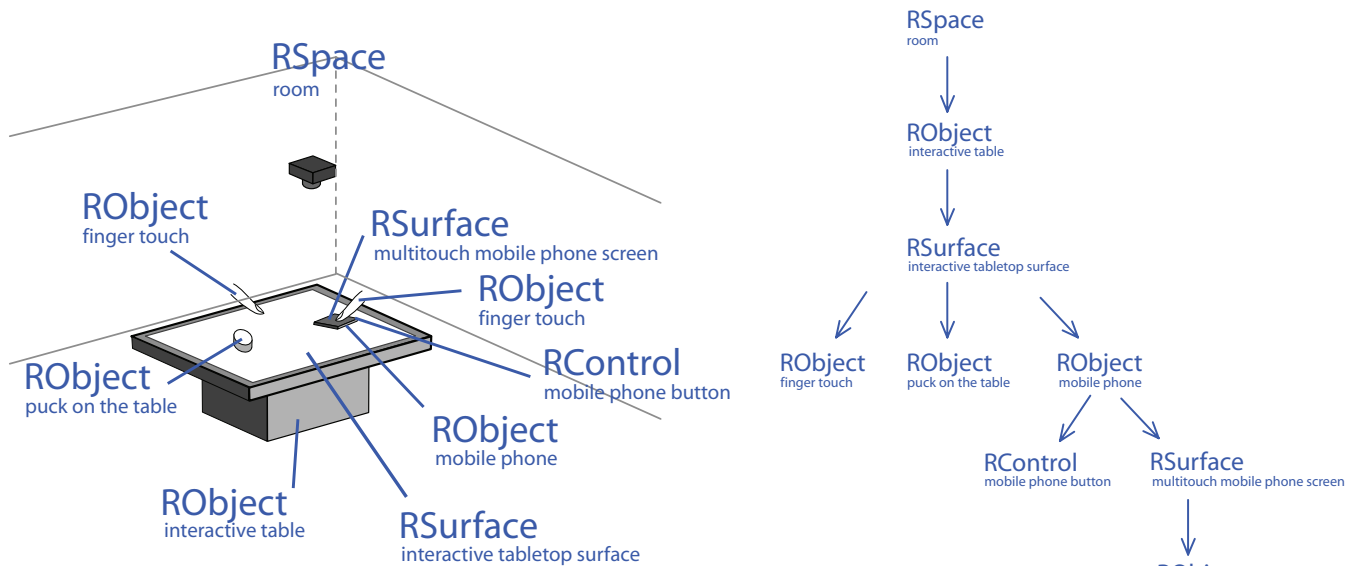 RSpace
room
RObject
finger touch
RSurface
multitouch mobile phone screen
RObject
finger touch
RControl
mobile phone button
RObject
puck on the table
RObject
mobile phone
RObject
interactive table
RSurface
interactive tabletop surface
RSpace
room
RObject
interactive table
RSurface
interactive tabletop surface
RObject
finger touch
RObject
puck on the table
RObject
mobile phone
RControl
mobile phone button
RSurface
multitouch mobile phone screen